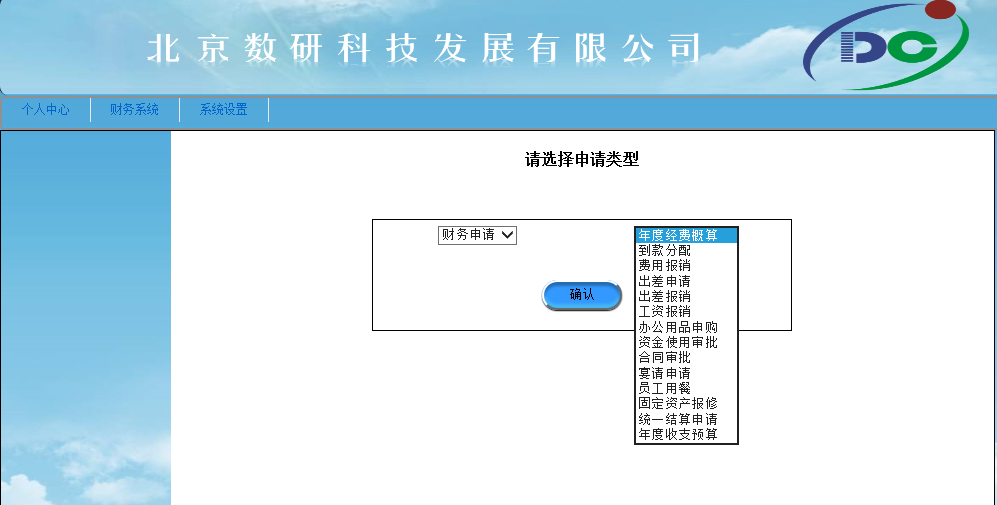 北京数研科技发展有限公司
DC
个人中心 财务系统 系统设置
请选择申请类型
财务申请
年度经费概算
到款分配
费用报销
出差申请
出差报销
工资报销
办公用品申购
资金使用审批
合同审批
宴请申请
员工用餐
固定资产报修
统一结算申请
年度收支预算
确认